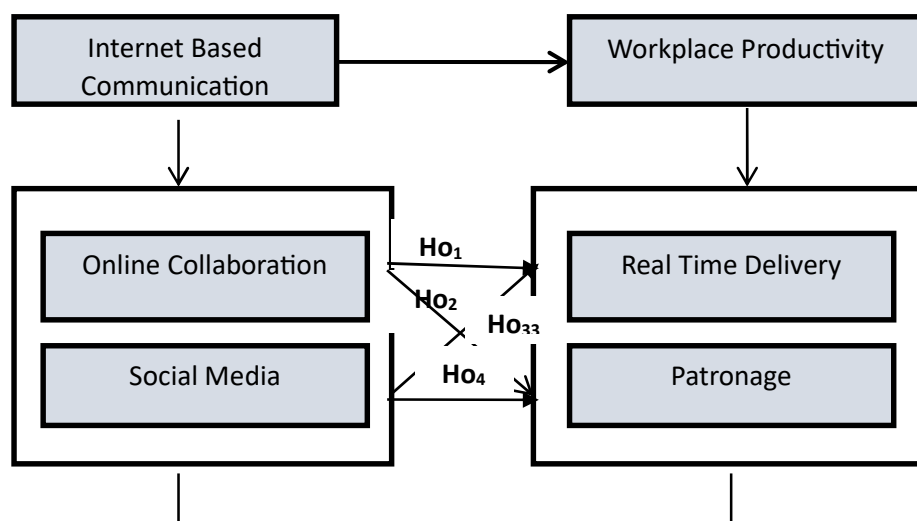 Internet Based
Communication
Workplace Productivity
Ho1
Online Collaboration
Real Time Delivery
Ho2
Ho33
Social Media
Ho4
Patronage